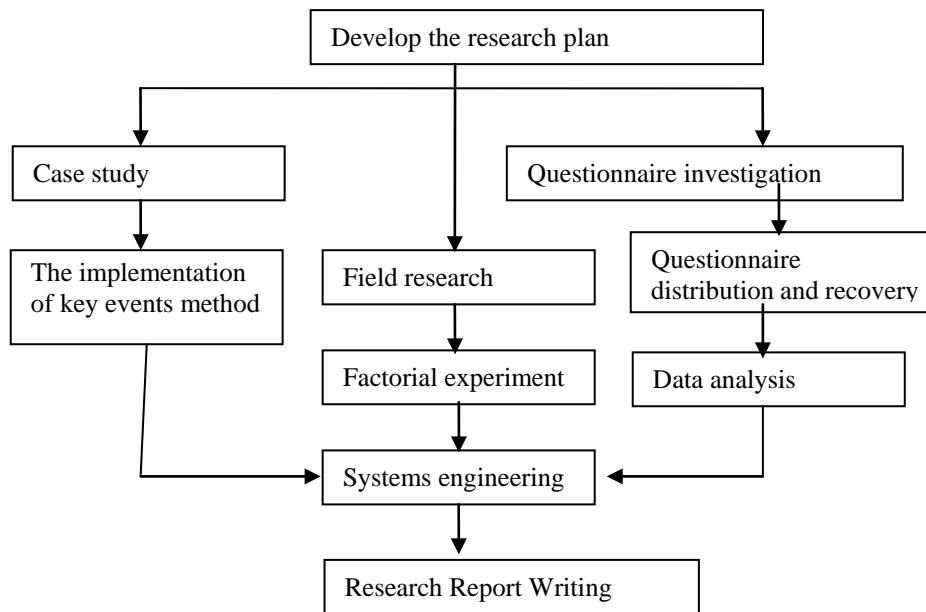 Develop the research plan
Case study
Questionnaire investigation
The implementation
of key events method
Field research
Questionnaire
distribution and recovery
Factorial experiment
Data analysis
Systems engineering
Research Report Writing